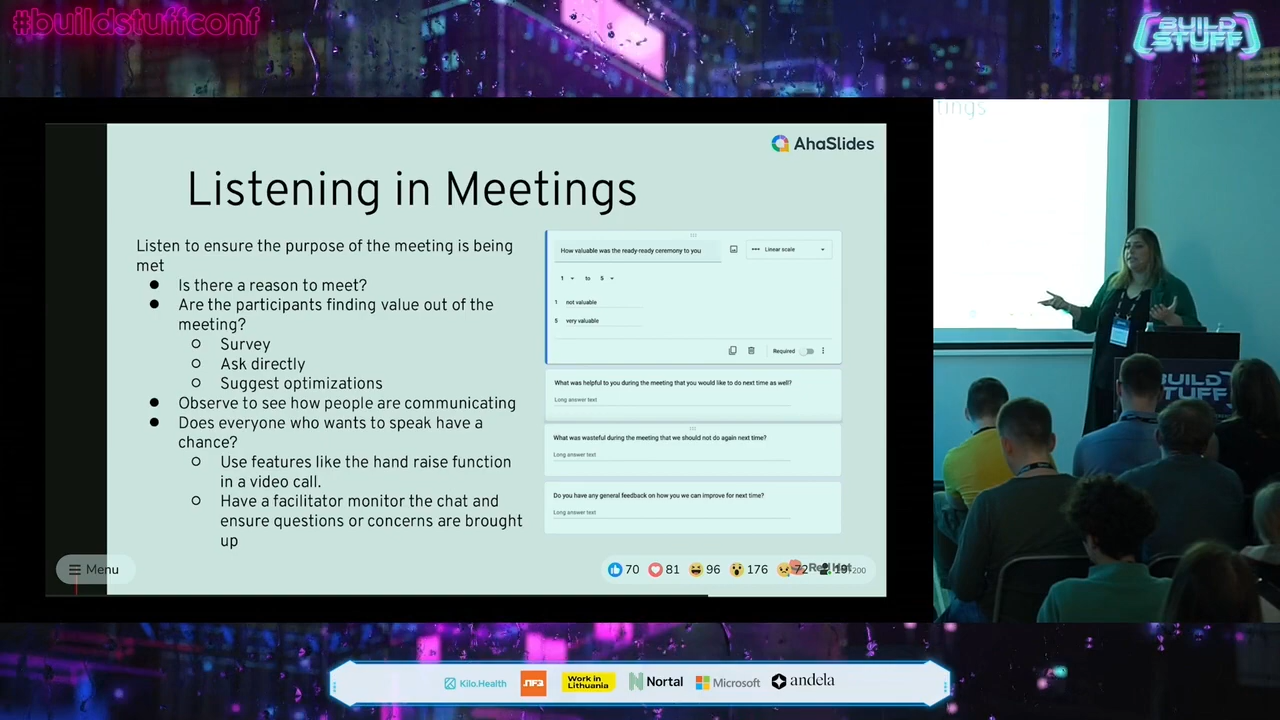 #buildstuffconf
BUILD
STUFF
AhaSlides
Listening in Meetings
Listen to ensure the purpose of the meeting is being
met
● Is there a reason to meet?
● Are the participants finding value out of the
meeting?
○ Survey
○ Ask directly
○ Suggest optimizations
● Observe to see how people are communicating
● Does everyone who wants to speak have a
chance?
○ Use features like the hand raise function
in a video call.
○ Have a facilitator monitor the chat and
ensure questions or concerns are brought
up
How valuable was the ready-ready ceremony to you
Linear scale
1 to 5
1 not valuable
5 very valuable
Required
What was helpful to you during the meeting that you would like to do next time as well?
Long answer text
What was wasteful during the meeting that we should not do again next time?
Long answer text
Do you have any general feedback on how you we can improve for next time?
Long answer text
Menu
70 81 96 176 72
Red Hat
/200
tings
BUILD
STUFF
Kilo.Health
Work in
Lithuania
Nortal
Microsoft
andela